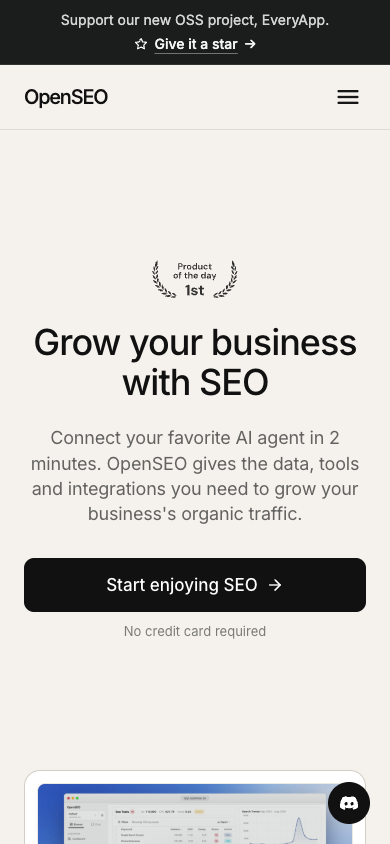 Support our new OSS project, EveryApp.
Give it a star →
OpenSEO
Product
of the day
1st
Grow your business
with SEO
Connect your favorite AI agent in 2
minutes. OpenSEO gives the data, tools
and integrations you need to grow your
business's organic traffic.
Start enjoying SEO →
No credit card required
OpenSEO